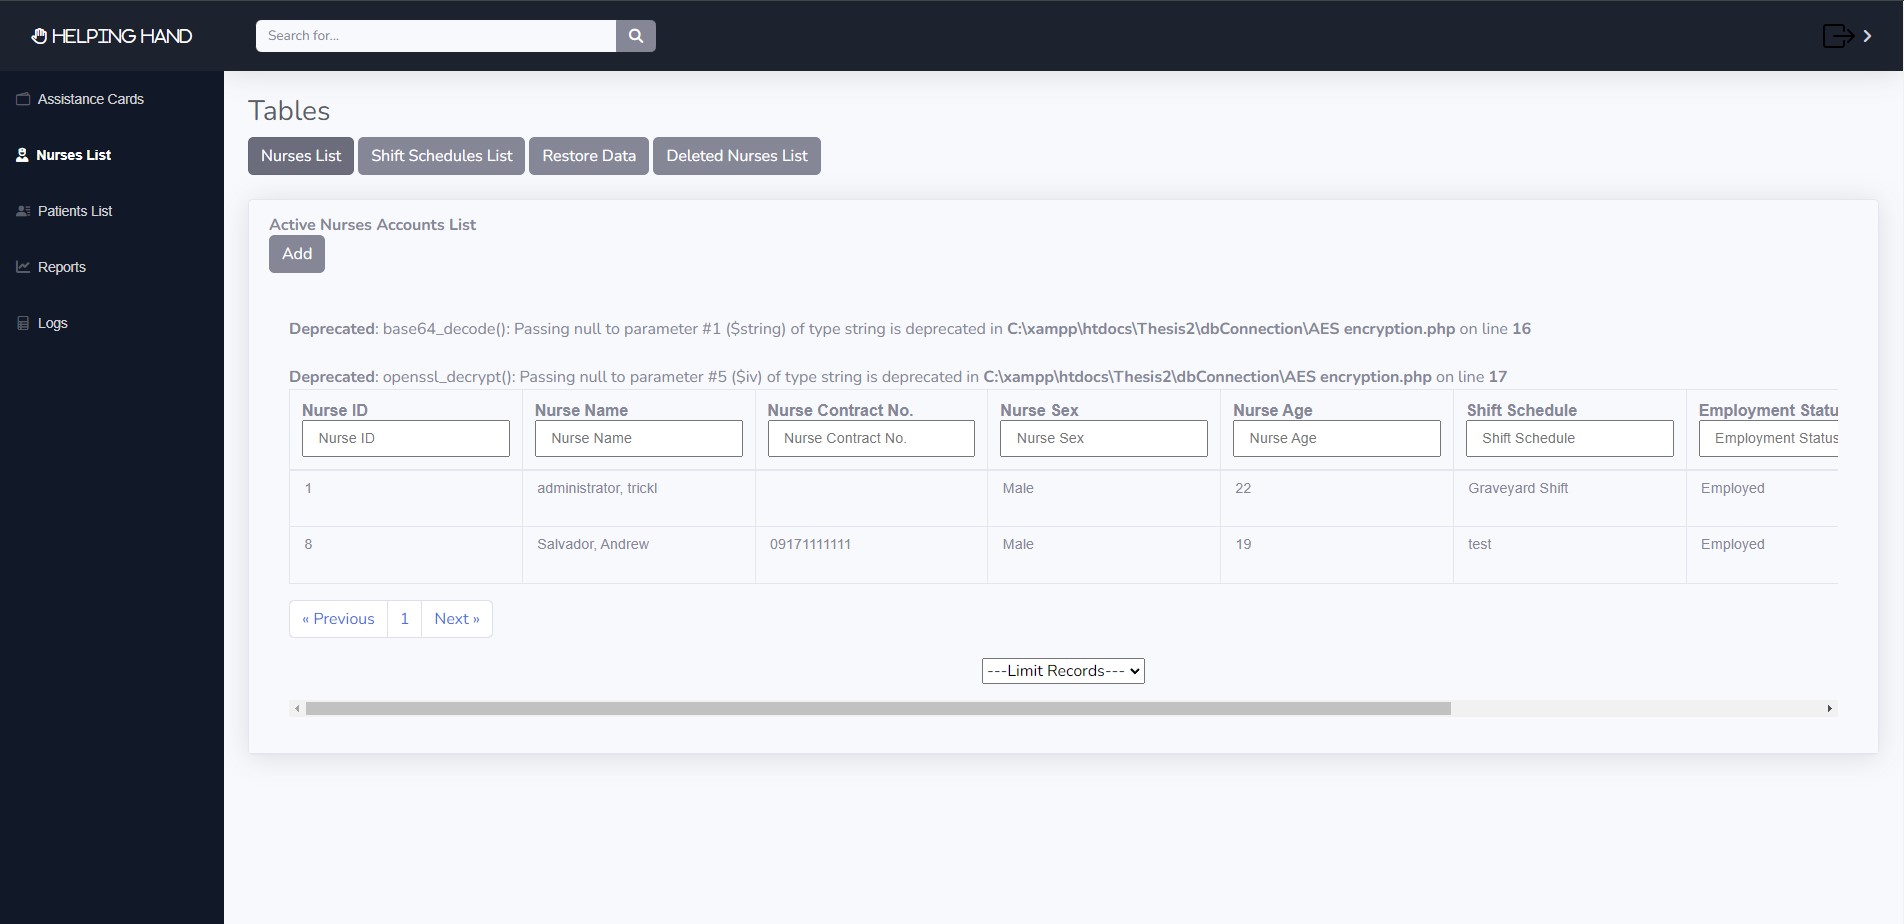 HELPING HAND
Search for...
Assistance Cards
Nurses List
Patients List
Reports
Logs
Tables
Nurses List
Shift Schedules List
Restore Data
Deleted Nurses List
Active Nurses Accounts List
Add
Deprecated: base64_decode(): Passing null to parameter #1 ($string) of type string is deprecated in C:\xampp\htdocs\Thesis2\dbConnection\AES encryption.php on line 16
Deprecated: openssl_decrypt(): Passing null to parameter #5 ($iv) of type string is deprecated in C:\xampp\htdocs\Thesis2\dbConnection\AES encryption.php on line 17
Nurse ID Nurse Name Nurse Contract No. Nurse Sex Nurse Age Shift Schedule Employment Statu
Nurse ID Nurse Name Nurse Contract No. Nurse Sex Nurse Age Shift Schedule Employment Status
1 administrator, trickl Male 22 Graveyard Shift Employed
8 Salvador, Andrew 09171111111 Male 19 test Employed
« Previous 1 Next »
---Limit Records---